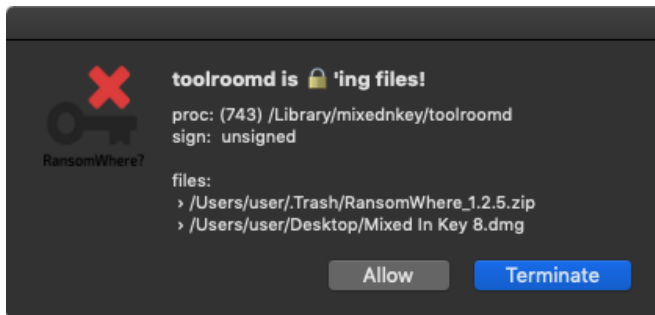 toolroomd is 🔒 'ing files!
proc: (743) /Library/mixednkey/toolroomd
sign: unsigned
RansomWhere?
files:
› /Users/user/.Trash/RansomWhere_1.2.5.zip
› /Users/user/Desktop/Mixed In Key 8.dmg
Allow
Terminate